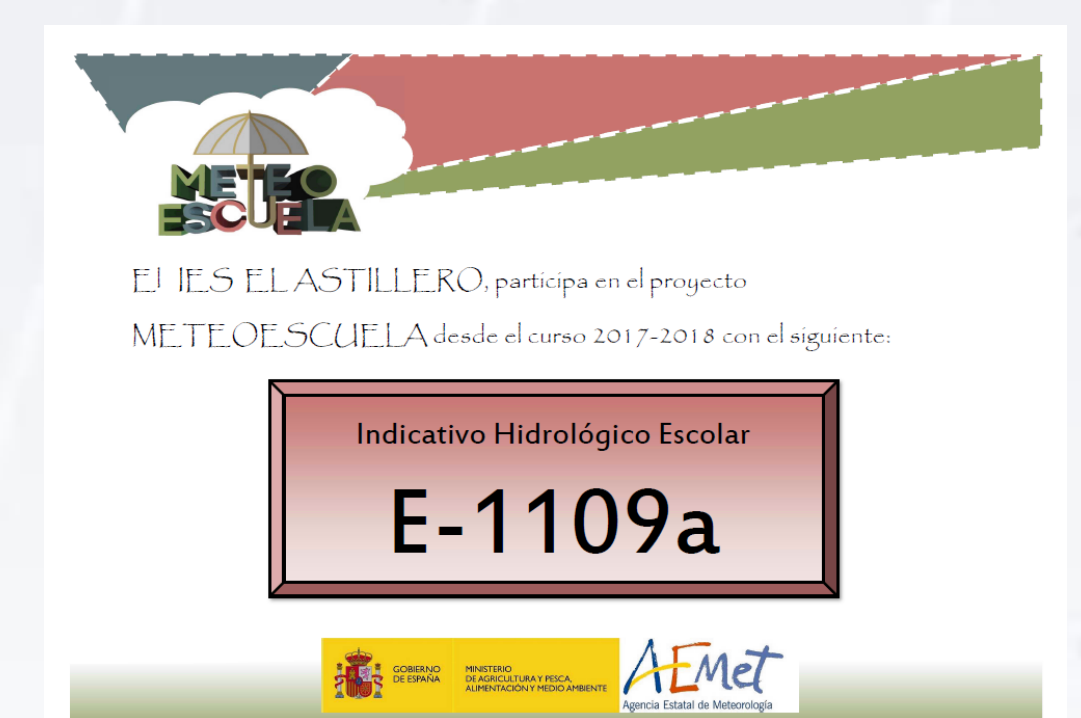 METEO
ESCUELA
El IES EL ASTILLERO, participa en el proyecto
METEOESCUELA desde el curso 2017-2018 con el siguiente:
Indicativo Hidrológico Escolar
E-1109a
GOBIERNO
DE ESPAÑA
MINISTERIO
DE AGRICULTURA Y PESCA,
ALIMENTACIÓN Y MEDIO AMBIENTE
AEMet
Agencia Estatal de Meteorología